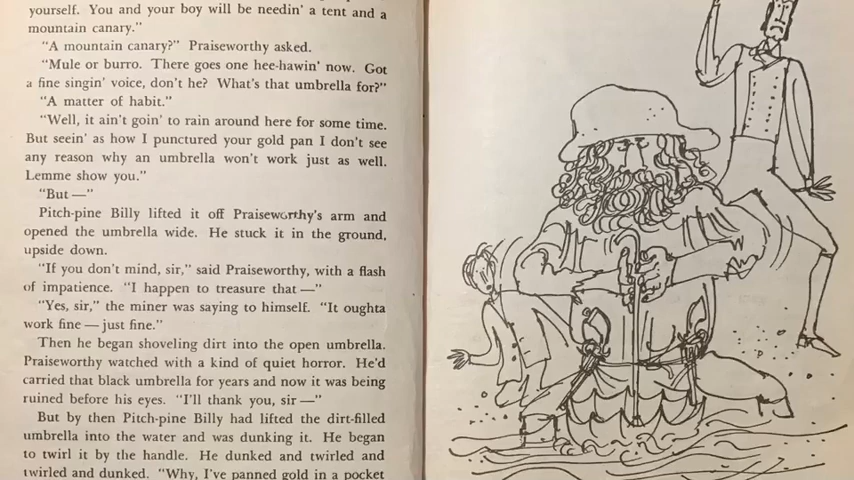 yourself. You and your boy will be needin' a tent and a
mountain canary."
"A mountain canary?" Praiseworthy asked.
"Mule or burro. There goes one hee-hawin' now. Got
a fine singin' voice, don't he? What's that umbrella for?"
"A matter of habit."
"Well, it ain't goin' to rain around here for some time.
But seein' as how I punctured your gold pan I don't see
any reason why an umbrella won't work just as well.
Lemme show you."
"But —"
Pitch-pine Billy lifted it off Praiseworthy's arm and
opened the umbrella wide. He stuck it in the ground,
upside down.
"If you don't mind, sir," said Praiseworthy, with a flash
of impatience. "I happen to treasure that —"
"Yes, sir," the miner was saying to himself. "It oughta
work fine — just fine."
Then he began shoveling dirt into the open umbrella.
Praiseworthy watched with a kind of quiet horror. He'd
carried that black umbrella for years and now it was being
ruined before his eyes. "I'll thank you, sir —"
But by then Pitch-pine Billy had lifted the dirt-filled
umbrella into the water and was dunking it. He began
to twirl it by the handle. He dunked and twirled and
twirled and dunked. "Why, I've panned gold in a pocket